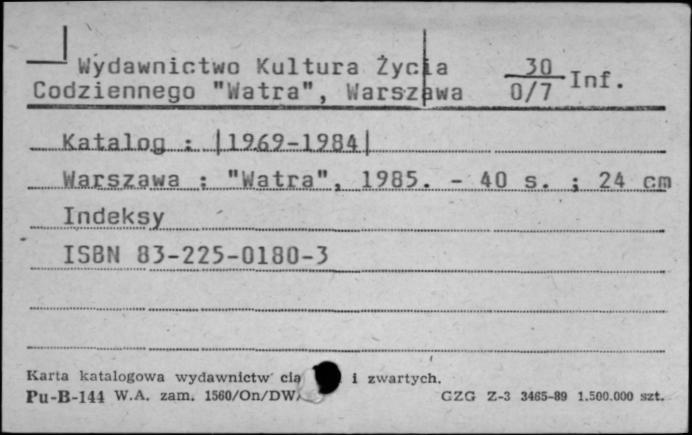 Wydawnictwo Kultura Życia
Codziennego "Watra", Warszawa
30
0/7 Inf.
Katalog : |1969-1984|
Warszawa : "Watra", 1985. - 40 s. ; 24 cm
Indeksy
ISBN 83-225-0180-3
Karta katalogowa wydawnictw i zwartych.
Pu-B-144 W.A. zam. 1560/On/DW/ GZG Z-3 3465-89 1.500.000 szt.